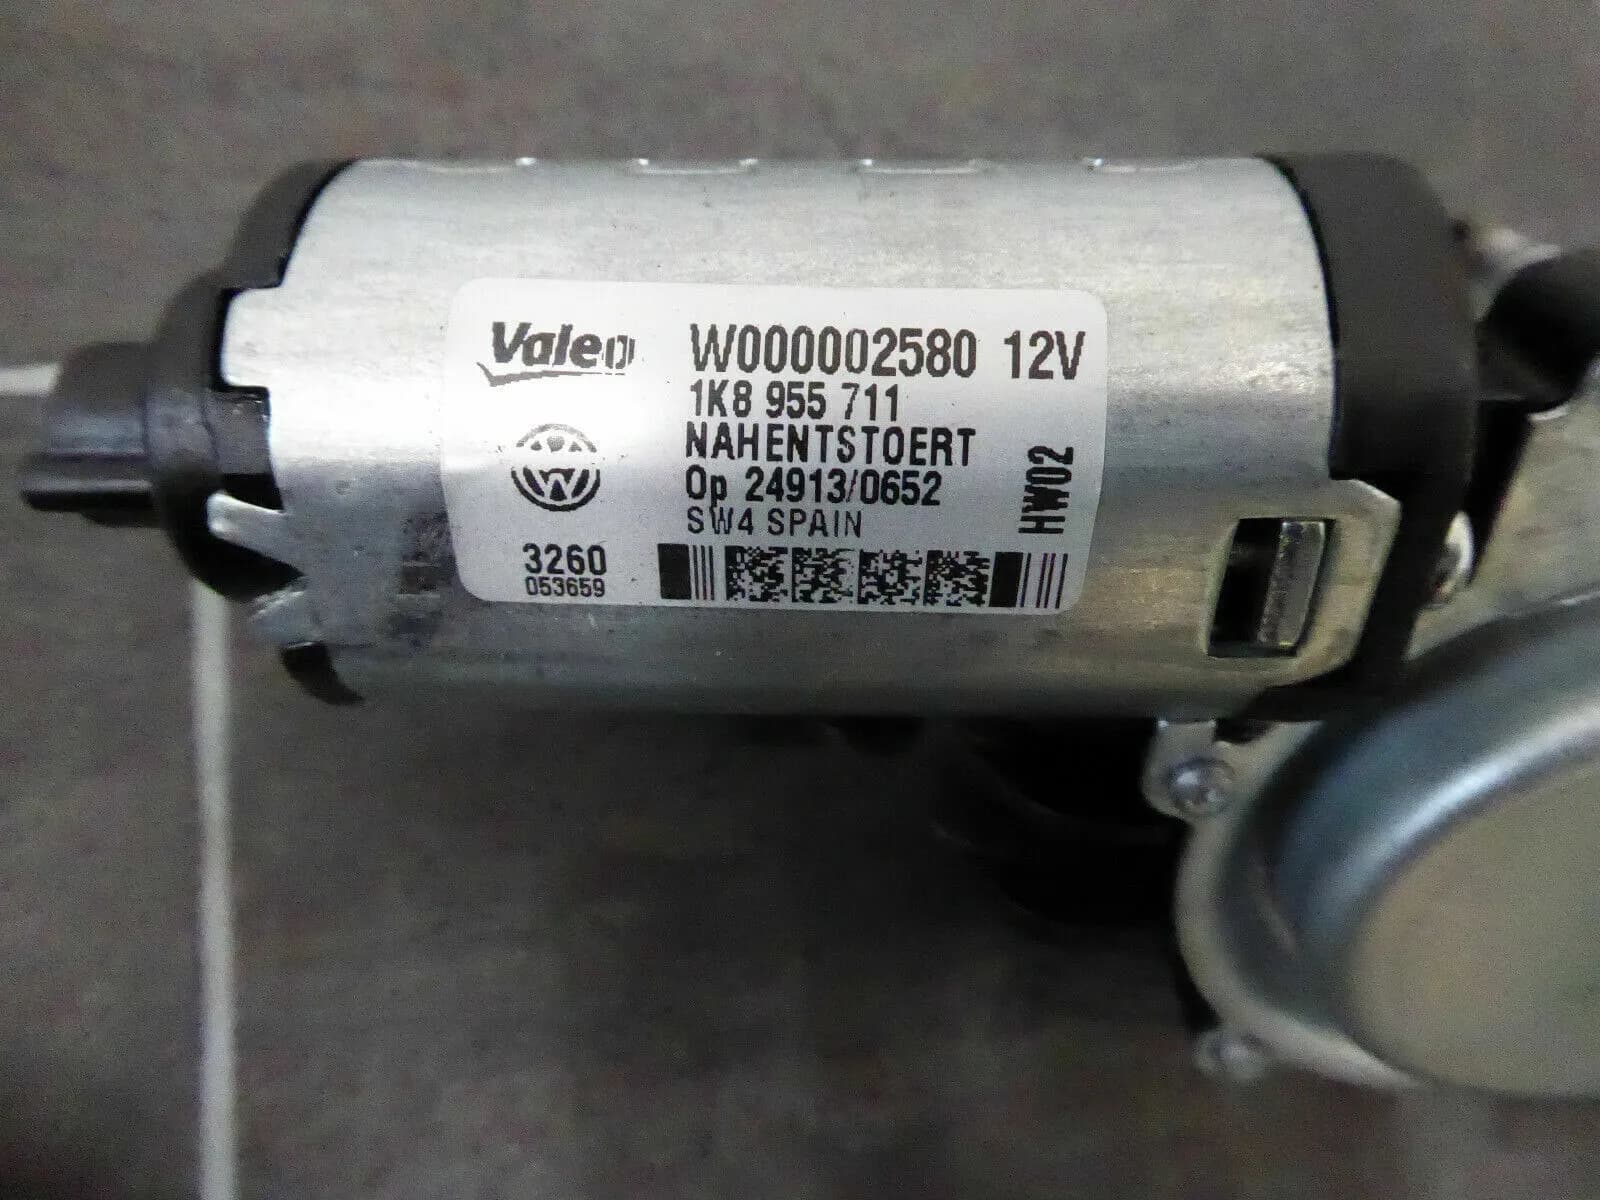 Valeo W000002580 12V
1K8 955 711
NAHENTSTOERT
Op 24913/0652
SW4 SPAIN
HW02
3260
053659